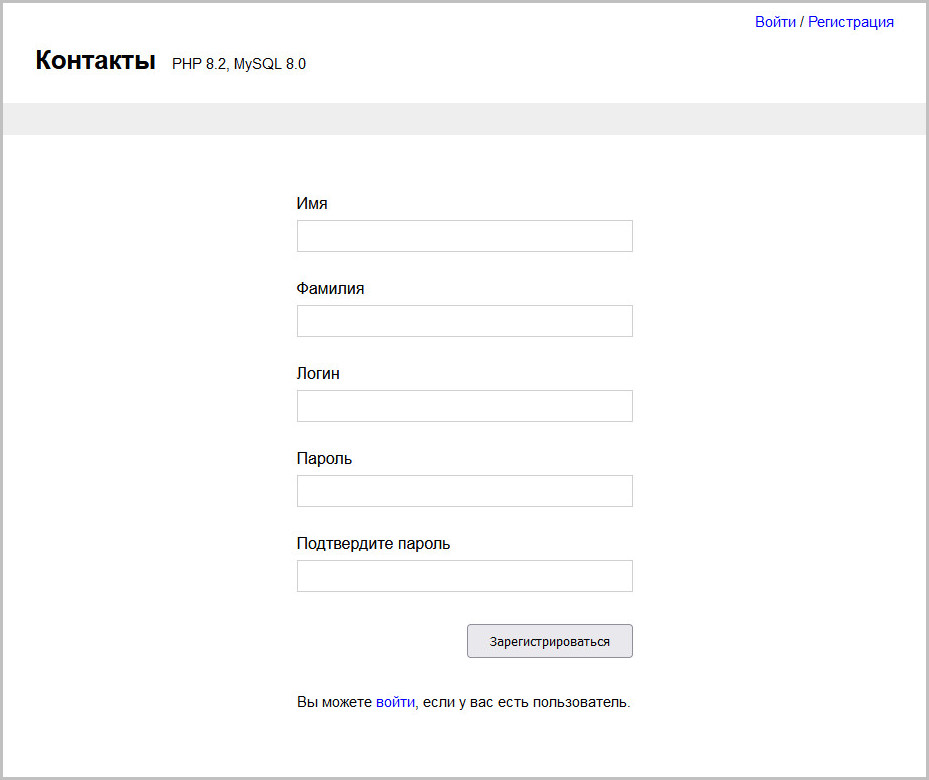 Войти / Регистрация
Контакты PHP 8.2, MySQL 8.0
Имя
Фамилия
Логин
Пароль
Подтвердите пароль
Зарегистрироваться
Вы можете войти, если у вас есть пользователь.